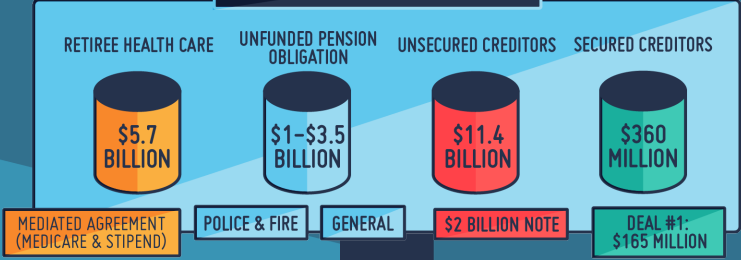 RETIREE HEALTH CARE
UNFUNDED PENSION
OBLIGATION
UNSECURED CREDITORS
SECURED CREDITORS
$5.7
BILLION
$1-$3.5
BILLION
$11.4
BILLION
$360
MILLION
MEDIATED AGREEMENT
(MEDICARE & STIPEND)
POLICE & FIRE
GENERAL
$2 BILLION NOTE
DEAL #1:
$165 MILLION